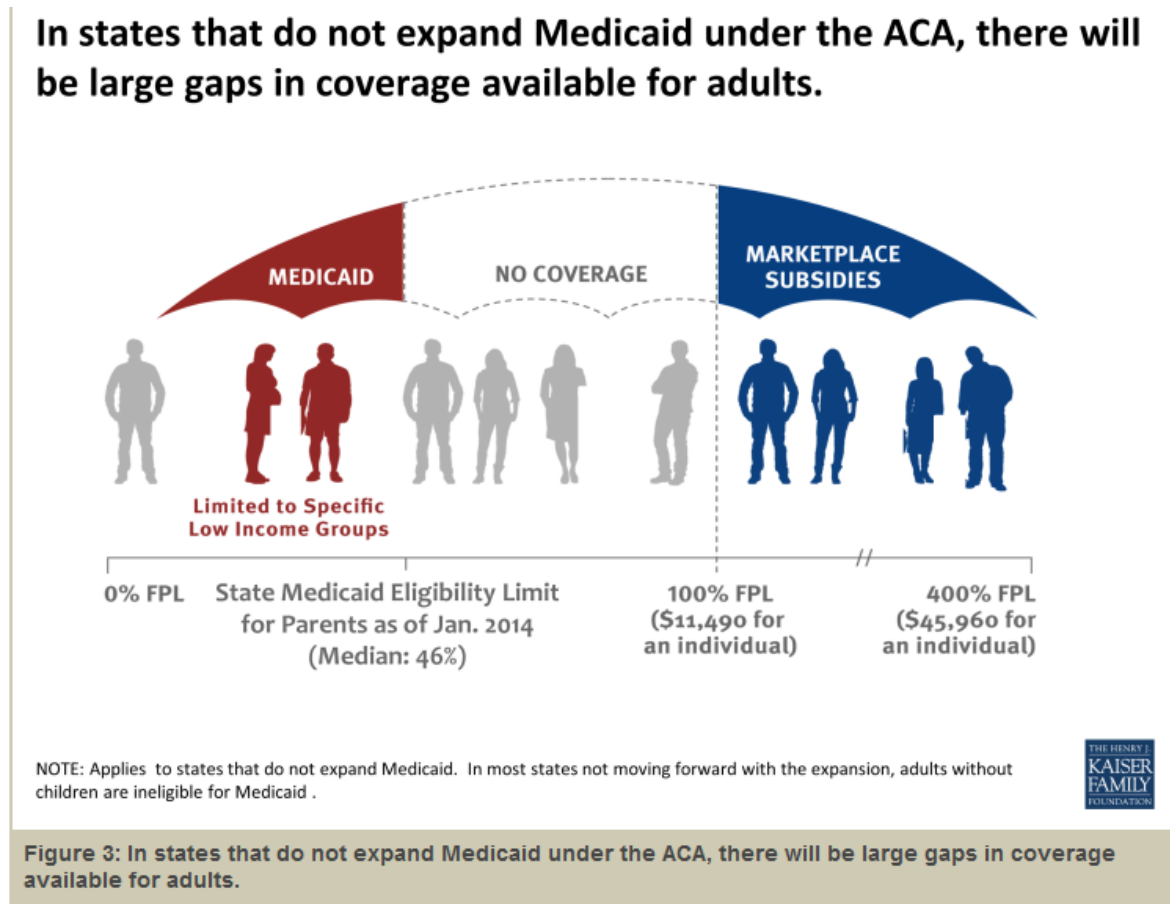 In states that do not expand Medicaid under the ACA, there will
be large gaps in coverage available for adults.
MEDICAID
NO COVERAGE
MARKETPLACE
SUBSIDIES
Limited to Specific
Low Income Groups
0% FPL
State Medicaid Eligibility Limit
for Parents as of Jan. 2014
(Median: 46%)
100% FPL
($11,490 for
an individual)
400% FPL
($45,960 for
an individual)
NOTE: Applies to states that do not expand Medicaid. In most states not moving forward with the expansion, adults without
children are ineligible for Medicaid .
THE HENRY J.
KAISER
FAMILY
FOUNDATION
Figure 3: In states that do not expand Medicaid under the ACA, there will be large gaps in coverage
available for adults.